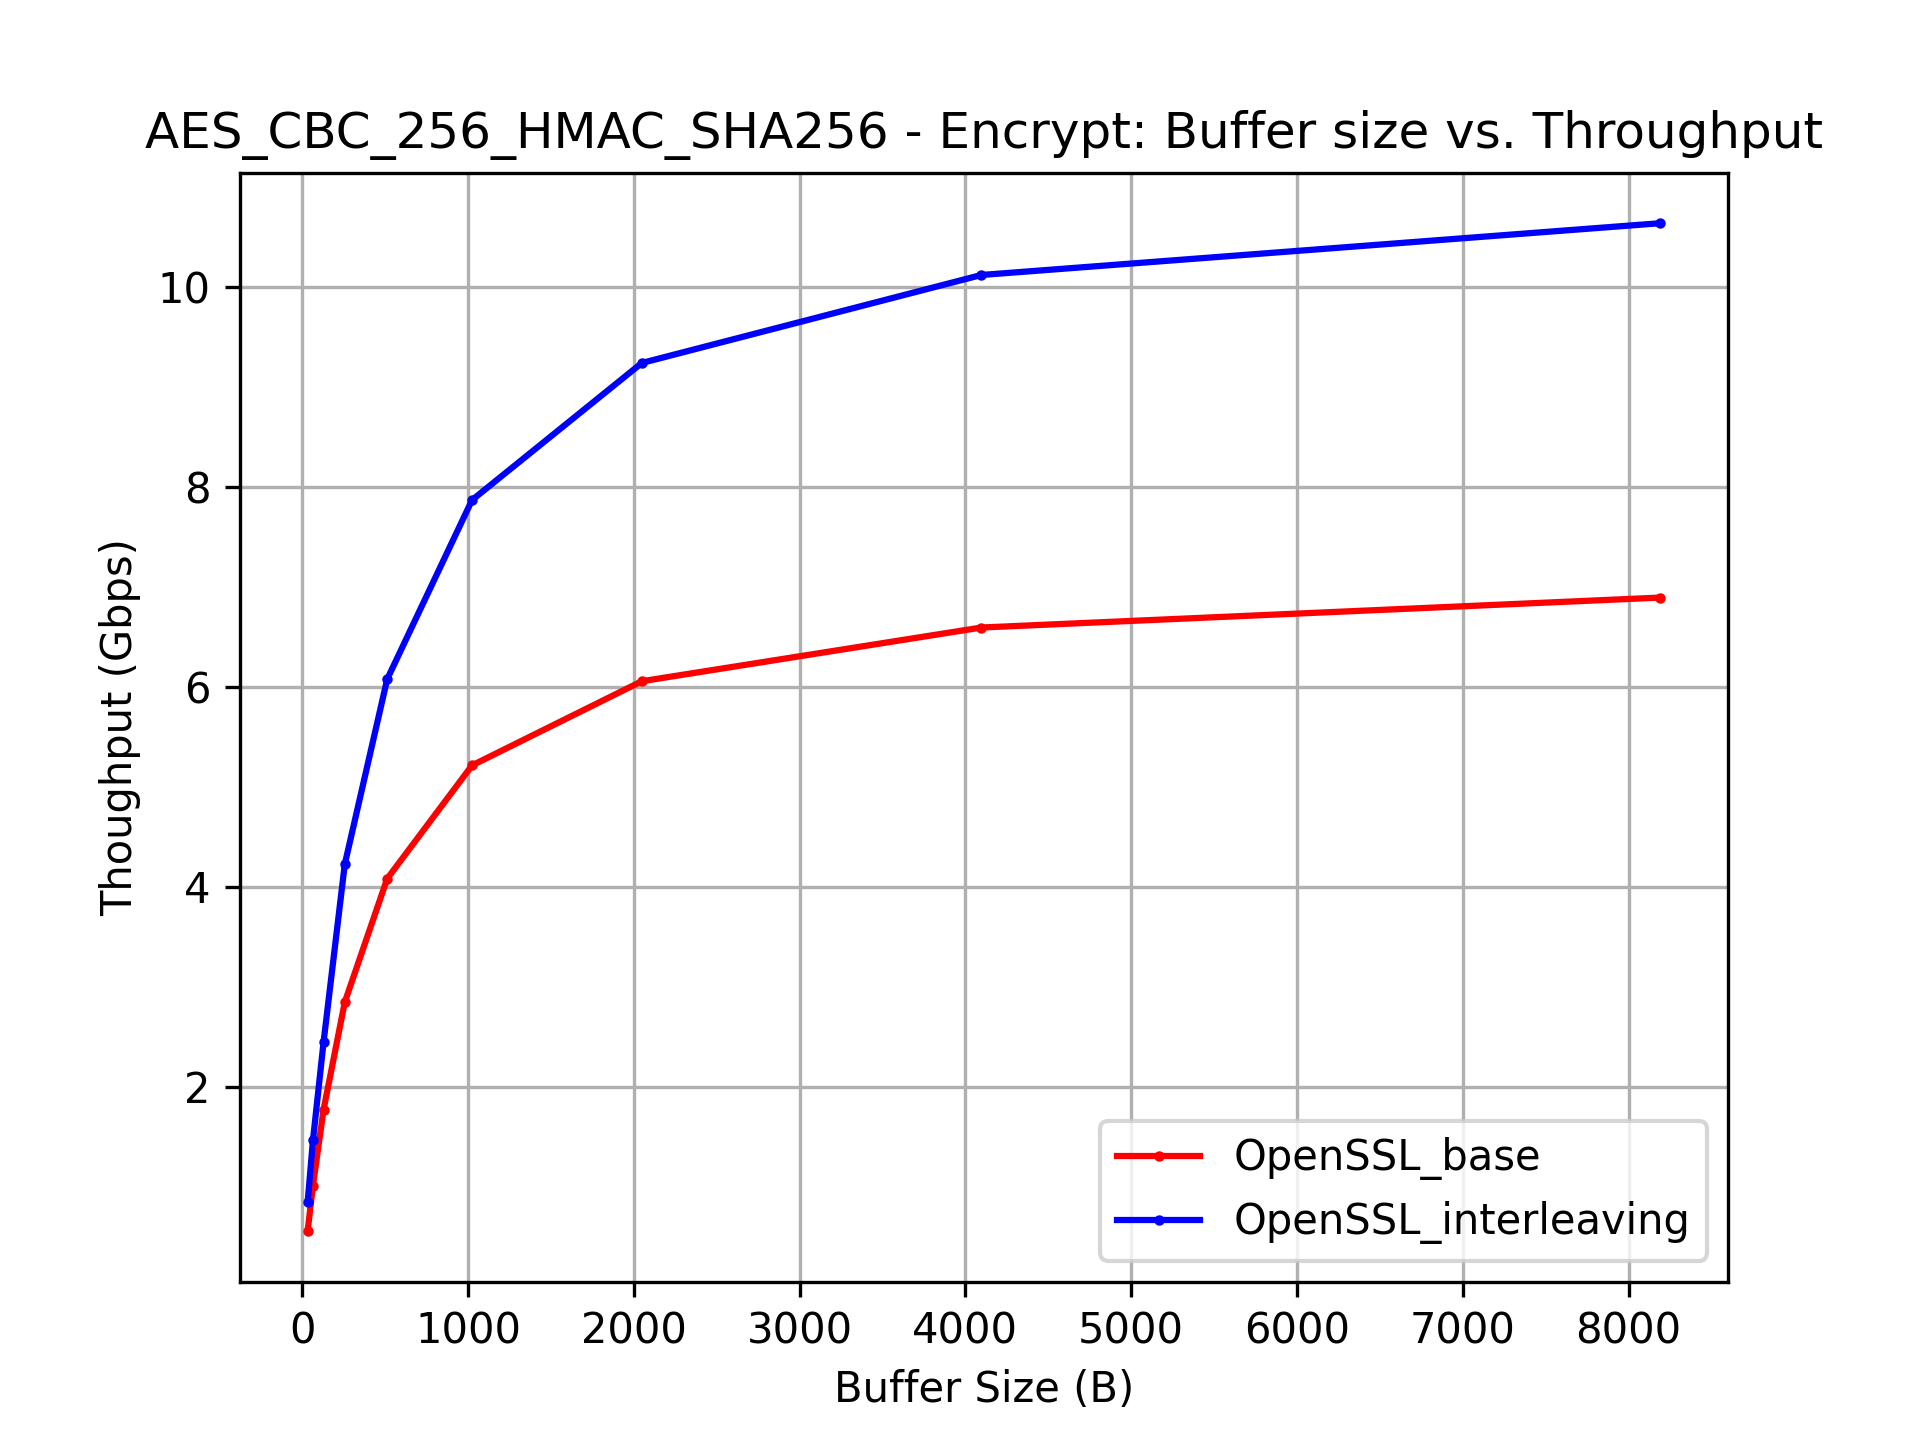 AES_CBC_256_HMAC_SHA256 - Encrypt: Buffer size vs. Throughput
Thoughput (Gbps)
10
8
6
4
2
OpenSSL_base
OpenSSL_interleaving
0 1000 2000 3000 4000 5000 6000 7000 8000
Buffer Size (B)